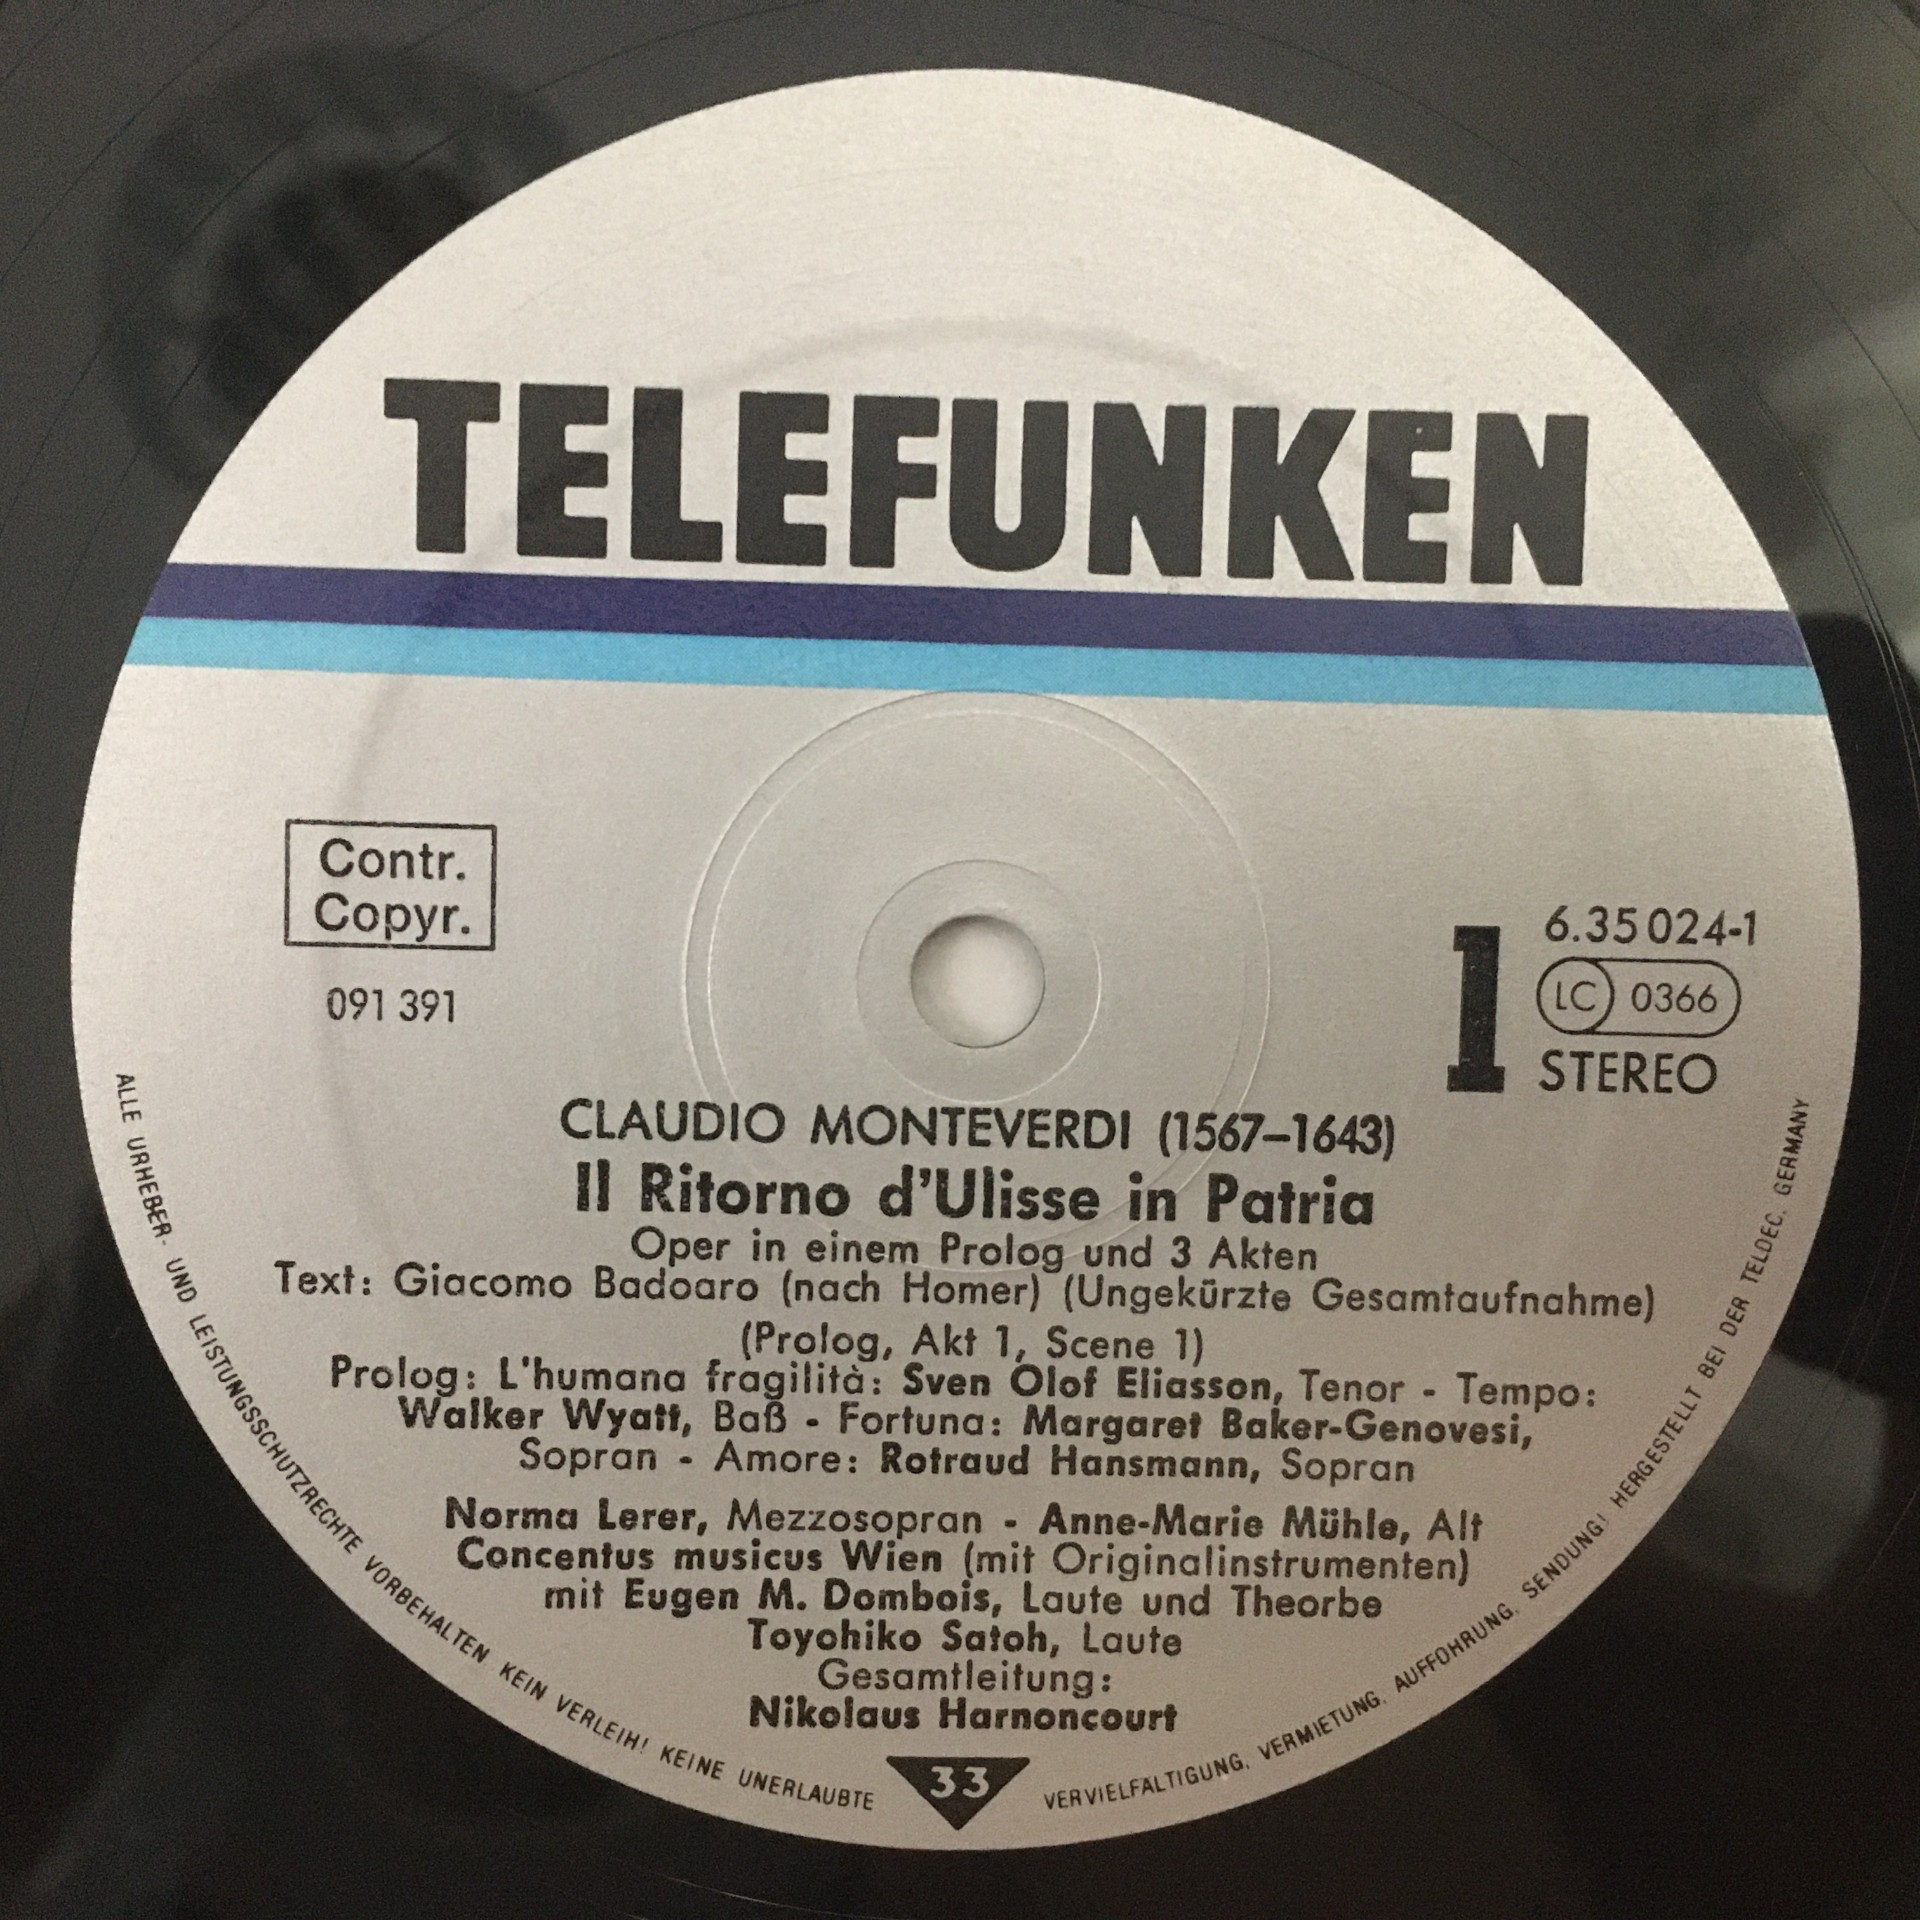 TELEFUNKEN
Contr.
Copyr.
091 391
1
6.35 024-1
LC 0366
STEREO
CLAUDIO MONTEVERDI (1567–1643)
Il Ritorno d'Ulisse in Patria
Oper in einem Prolog und 3 Akten
Text: Giacomo Badoaro (nach Homer) (Ungekürzte Gesamtaufnahme)
(Prolog, Akt 1, Scene 1)
Prolog: L'humana fragilità: Sven Olof Eliasson, Tenor - Tempo:
Walker Wyatt, Baß - Fortuna: Margaret Baker-Genovesi,
Sopran - Amore: Rotraud Hansmann, Sopran
Norma Lerer, Mezzosopran - Anne-Marie Mühle, Alt
Concentus musicus Wien (mit Originalinstrumenten)
mit Eugen M. Dombois, Laute und Theorbe
Toyohiko Satoh, Laute
Gesamtleitung:
Nikolaus Harnoncourt
33
ALLE URHEBER- UND LEISTUNGSSCHUTZRECHTE VORBEHALTEN KEIN VERLEIH! KEINE UNERLAUBTE VERVIELFÄLTIGUNG, VERMIETUNG, AUFFÜHRUNG, SENDUNG! HERGESTELLT BEI DER TELDEC, GERMANY